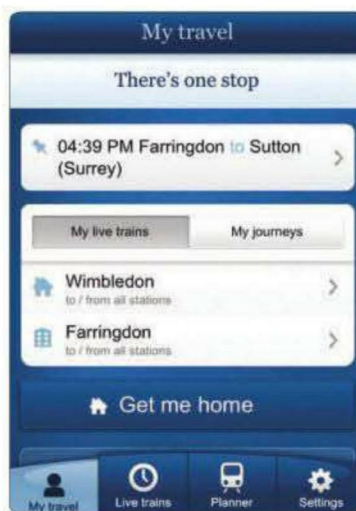 My travel
There's one stop
04:39 PM Farringdon to Sutton
(Surrey)
My live trains
My journeys
Wimbledon
to / from all stations
Farringdon
to / from all stations
Get me home
My travel
Live trains
Planner
Settings